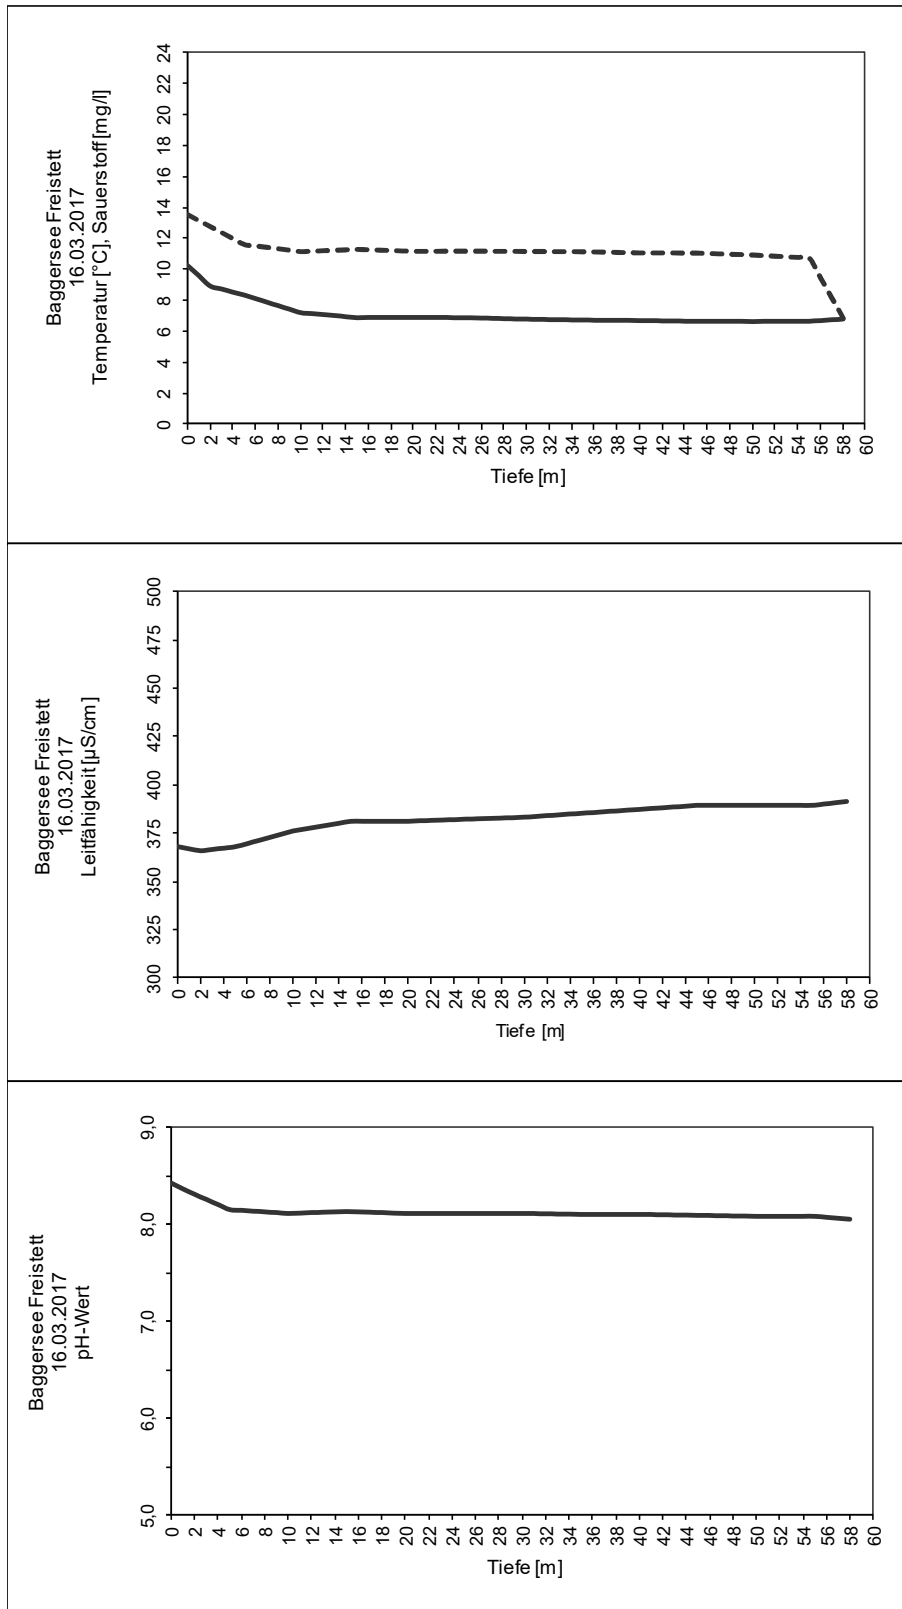 Baggersee Freistett
16.03.2017
Temperatur [°C], Sauerstoff [mg/l]
24
22
20
18
16
14
12
10
8
6
4
2
0
0 2 4 6 8 10 12 14 16 18 20 22 24 26 28 30 32 34 36 38 40 42 44 46 48 50 52 54 56 58 60
Tiefe [m]
Baggersee Freistett
16.03.2017
Leitfähigkeit [µS/cm]
500
475
450
425
400
375
350
325
300
0 2 4 6 8 10 12 14 16 18 20 22 24 26 28 30 32 34 36 38 40 42 44 46 48 50 52 54 56 58 60
Tiefe [m]
Baggersee Freistett
16.03.2017
pH-Wert
9,0
8,0
7,0
6,0
5,0
0 2 4 6 8 10 12 14 16 18 20 22 24 26 28 30 32 34 36 38 40 42 44 46 48 50 52 54 56 58 60
Tiefe [m]